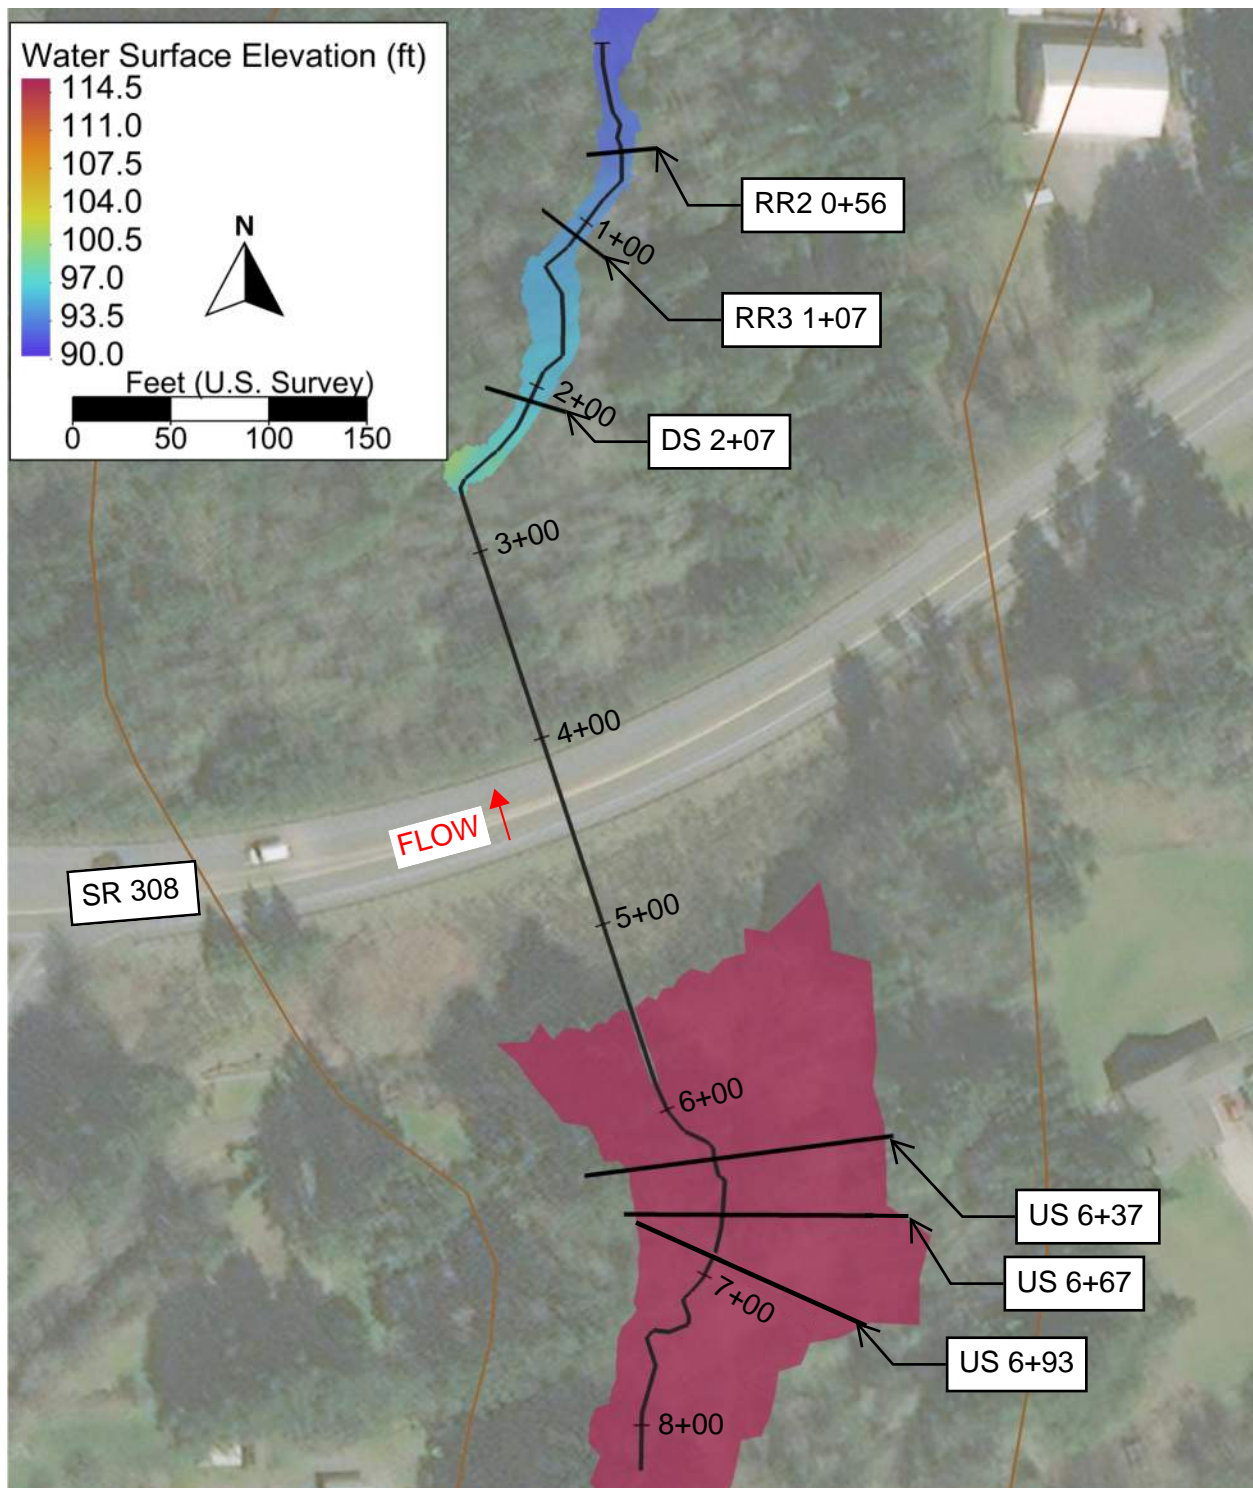 Water Surface Elevation (ft)
114.5
111.0
107.5
104.0
100.5
97.0
93.5
90.0
N
Feet (U.S. Survey)
0 50 100 150
RR2 0+56
1+00
RR3 1+07
2+00
DS 2+07
3+00
4+00
FLOW
SR 308
5+00
6+00
US 6+37
US 6+67
7+00
US 6+93
8+00